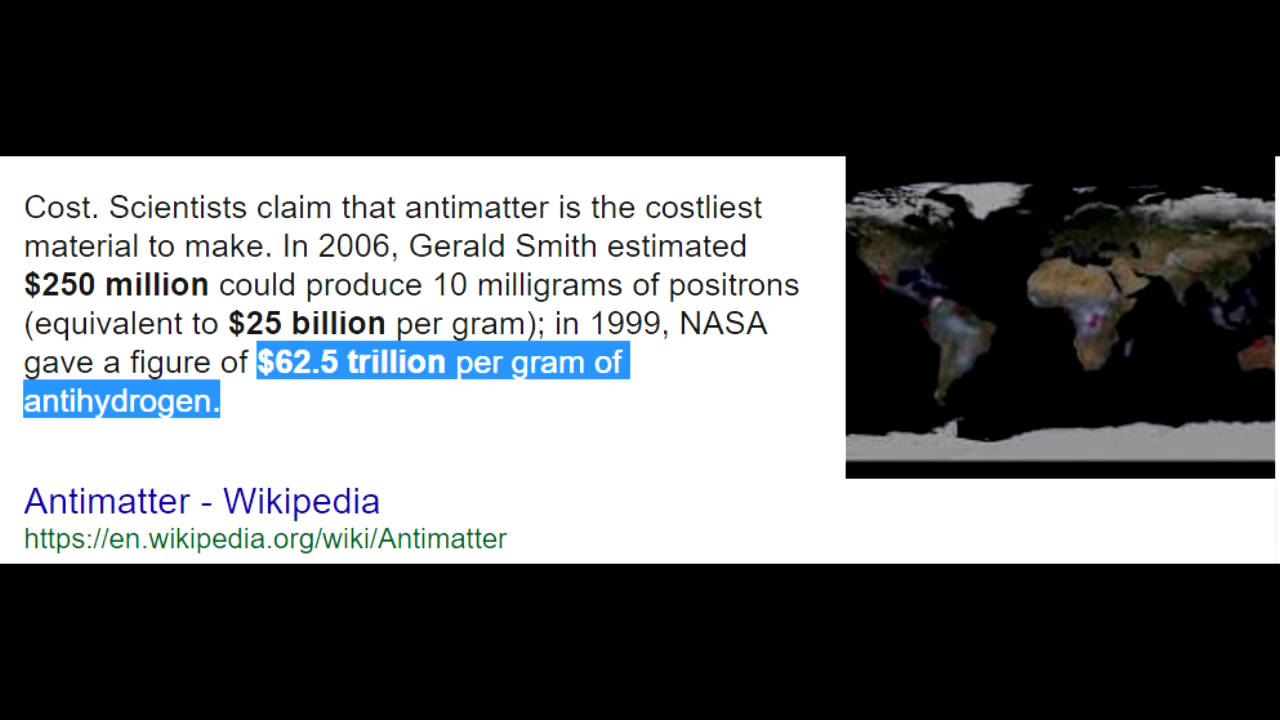 Cost. Scientists claim that antimatter is the costliest
material to make. In 2006, Gerald Smith estimated
$250 million could produce 10 milligrams of positrons
(equivalent to $25 billion per gram); in 1999, NASA
gave a figure of $62.5 trillion per gram of
antihydrogen.
Antimatter - Wikipedia
https://en.wikipedia.org/wiki/Antimatter